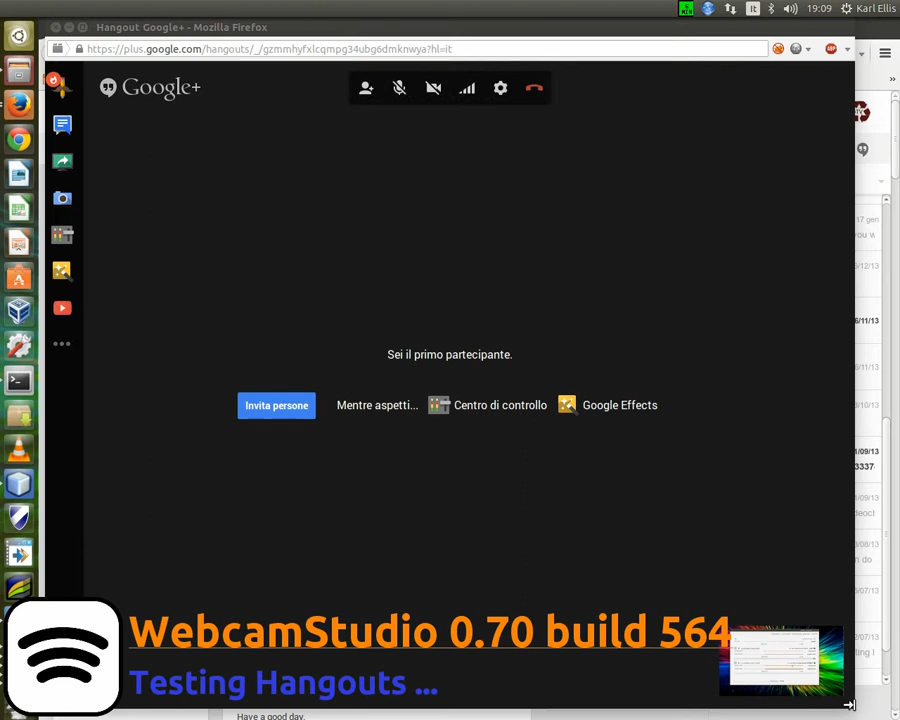 19:09
Karl Ellis
Hangout Google+ - Mozilla Firefox
https://plus.google.com/hangouts/_/gzmmhyfxlcqmpg34ubg6dmknwya?hl=it
Google+
17 gen
Sei il primo partecipante.
Invita persone
Mentre aspetti...
Centro di controllo
Google Effects
WebcamStudio 0.70 build 564
Testing Hangouts ...
Have a good day.